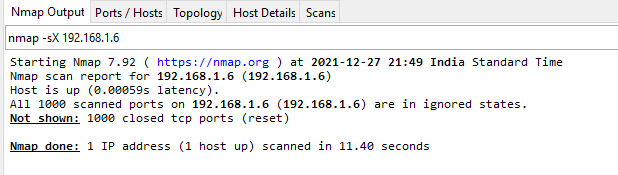 Nmap Output Ports / Hosts Topology Host Details Scans
nmap -sX 192.168.1.6
Starting Nmap 7.92 ( https://nmap.org ) at 2021-12-27 21:49 India Standard Time
Nmap scan report for 192.168.1.6 (192.168.1.6)
Host is up (0.00059s latency).
All 1000 scanned ports on 192.168.1.6 (192.168.1.6) are in ignored states.
Not shown: 1000 closed tcp ports (reset)
Nmap done: 1 IP address (1 host up) scanned in 11.40 seconds